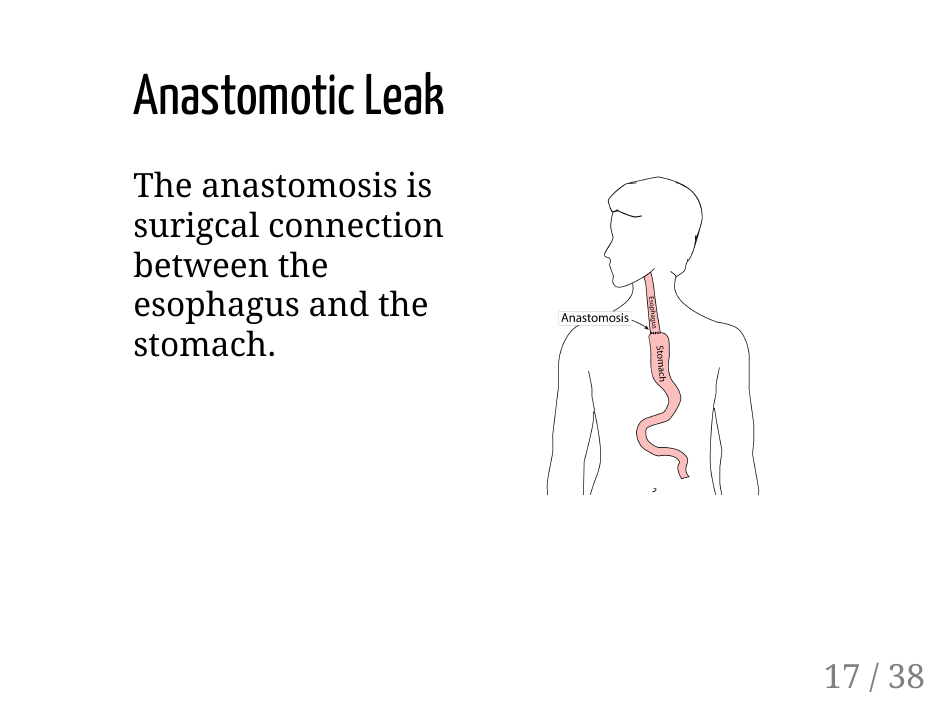 Anastomotic Leak
The anastomosis is
surigcal connection
between the
esophagus and the
stomach.
Esophagus
Anastomosis
Stomach
17 / 38